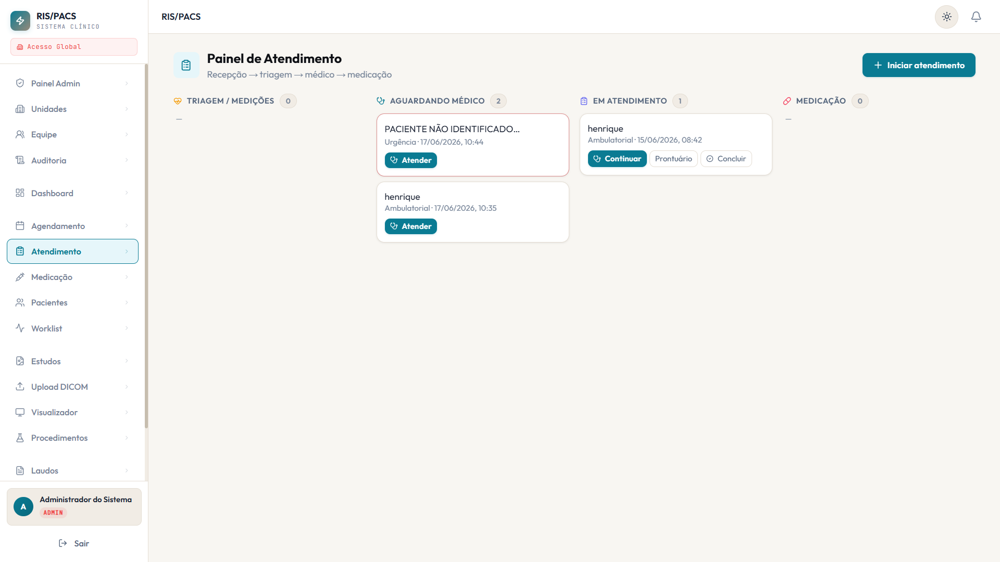 RIS/PACS
SISTEMA CLÍNICO
Acesso Global
Painel Admin
Unidades
Equipe
Auditoria
Dashboard
Agendamento
Atendimento
Medicação
Pacientes
Worklist
Estudos
Upload DICOM
Visualizador
Procedimentos
Laudos
A
Administrador do Sistema
ADMIN
Sair
RIS/PACS
Painel de Atendimento
Recepção → triagem → médico → medicação
Iniciar atendimento
TRIAGEM / MEDIÇÕES 0
—
AGUARDANDO MÉDICO 2
PACIENTE NÃO IDENTIFICADO...
Urgência · 17/06/2026, 10:44
Atender
henrique
Ambulatorial · 17/06/2026, 10:35
Atender
EM ATENDIMENTO 1
henrique
Ambulatorial · 15/06/2026, 08:42
Continuar Prontuário Concluir
MEDICAÇÃO 0
—